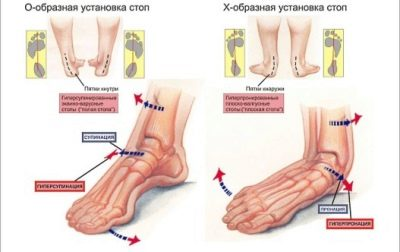 О-образная установка стоп
Х-образная установка стоп
Пятки внутри
Гиперсупинированные
эквино-варусные
стопы ("полая стопа")
Пятки снаружи
Гиперпронированные
плоско-вальгусные
стопы ("плоская стопа")
СУПИНАЦИЯ
ГИПЕРСУПИНАЦИЯ
ПРОНАЦИЯ
ГИПЕРПРОНАЦИЯ